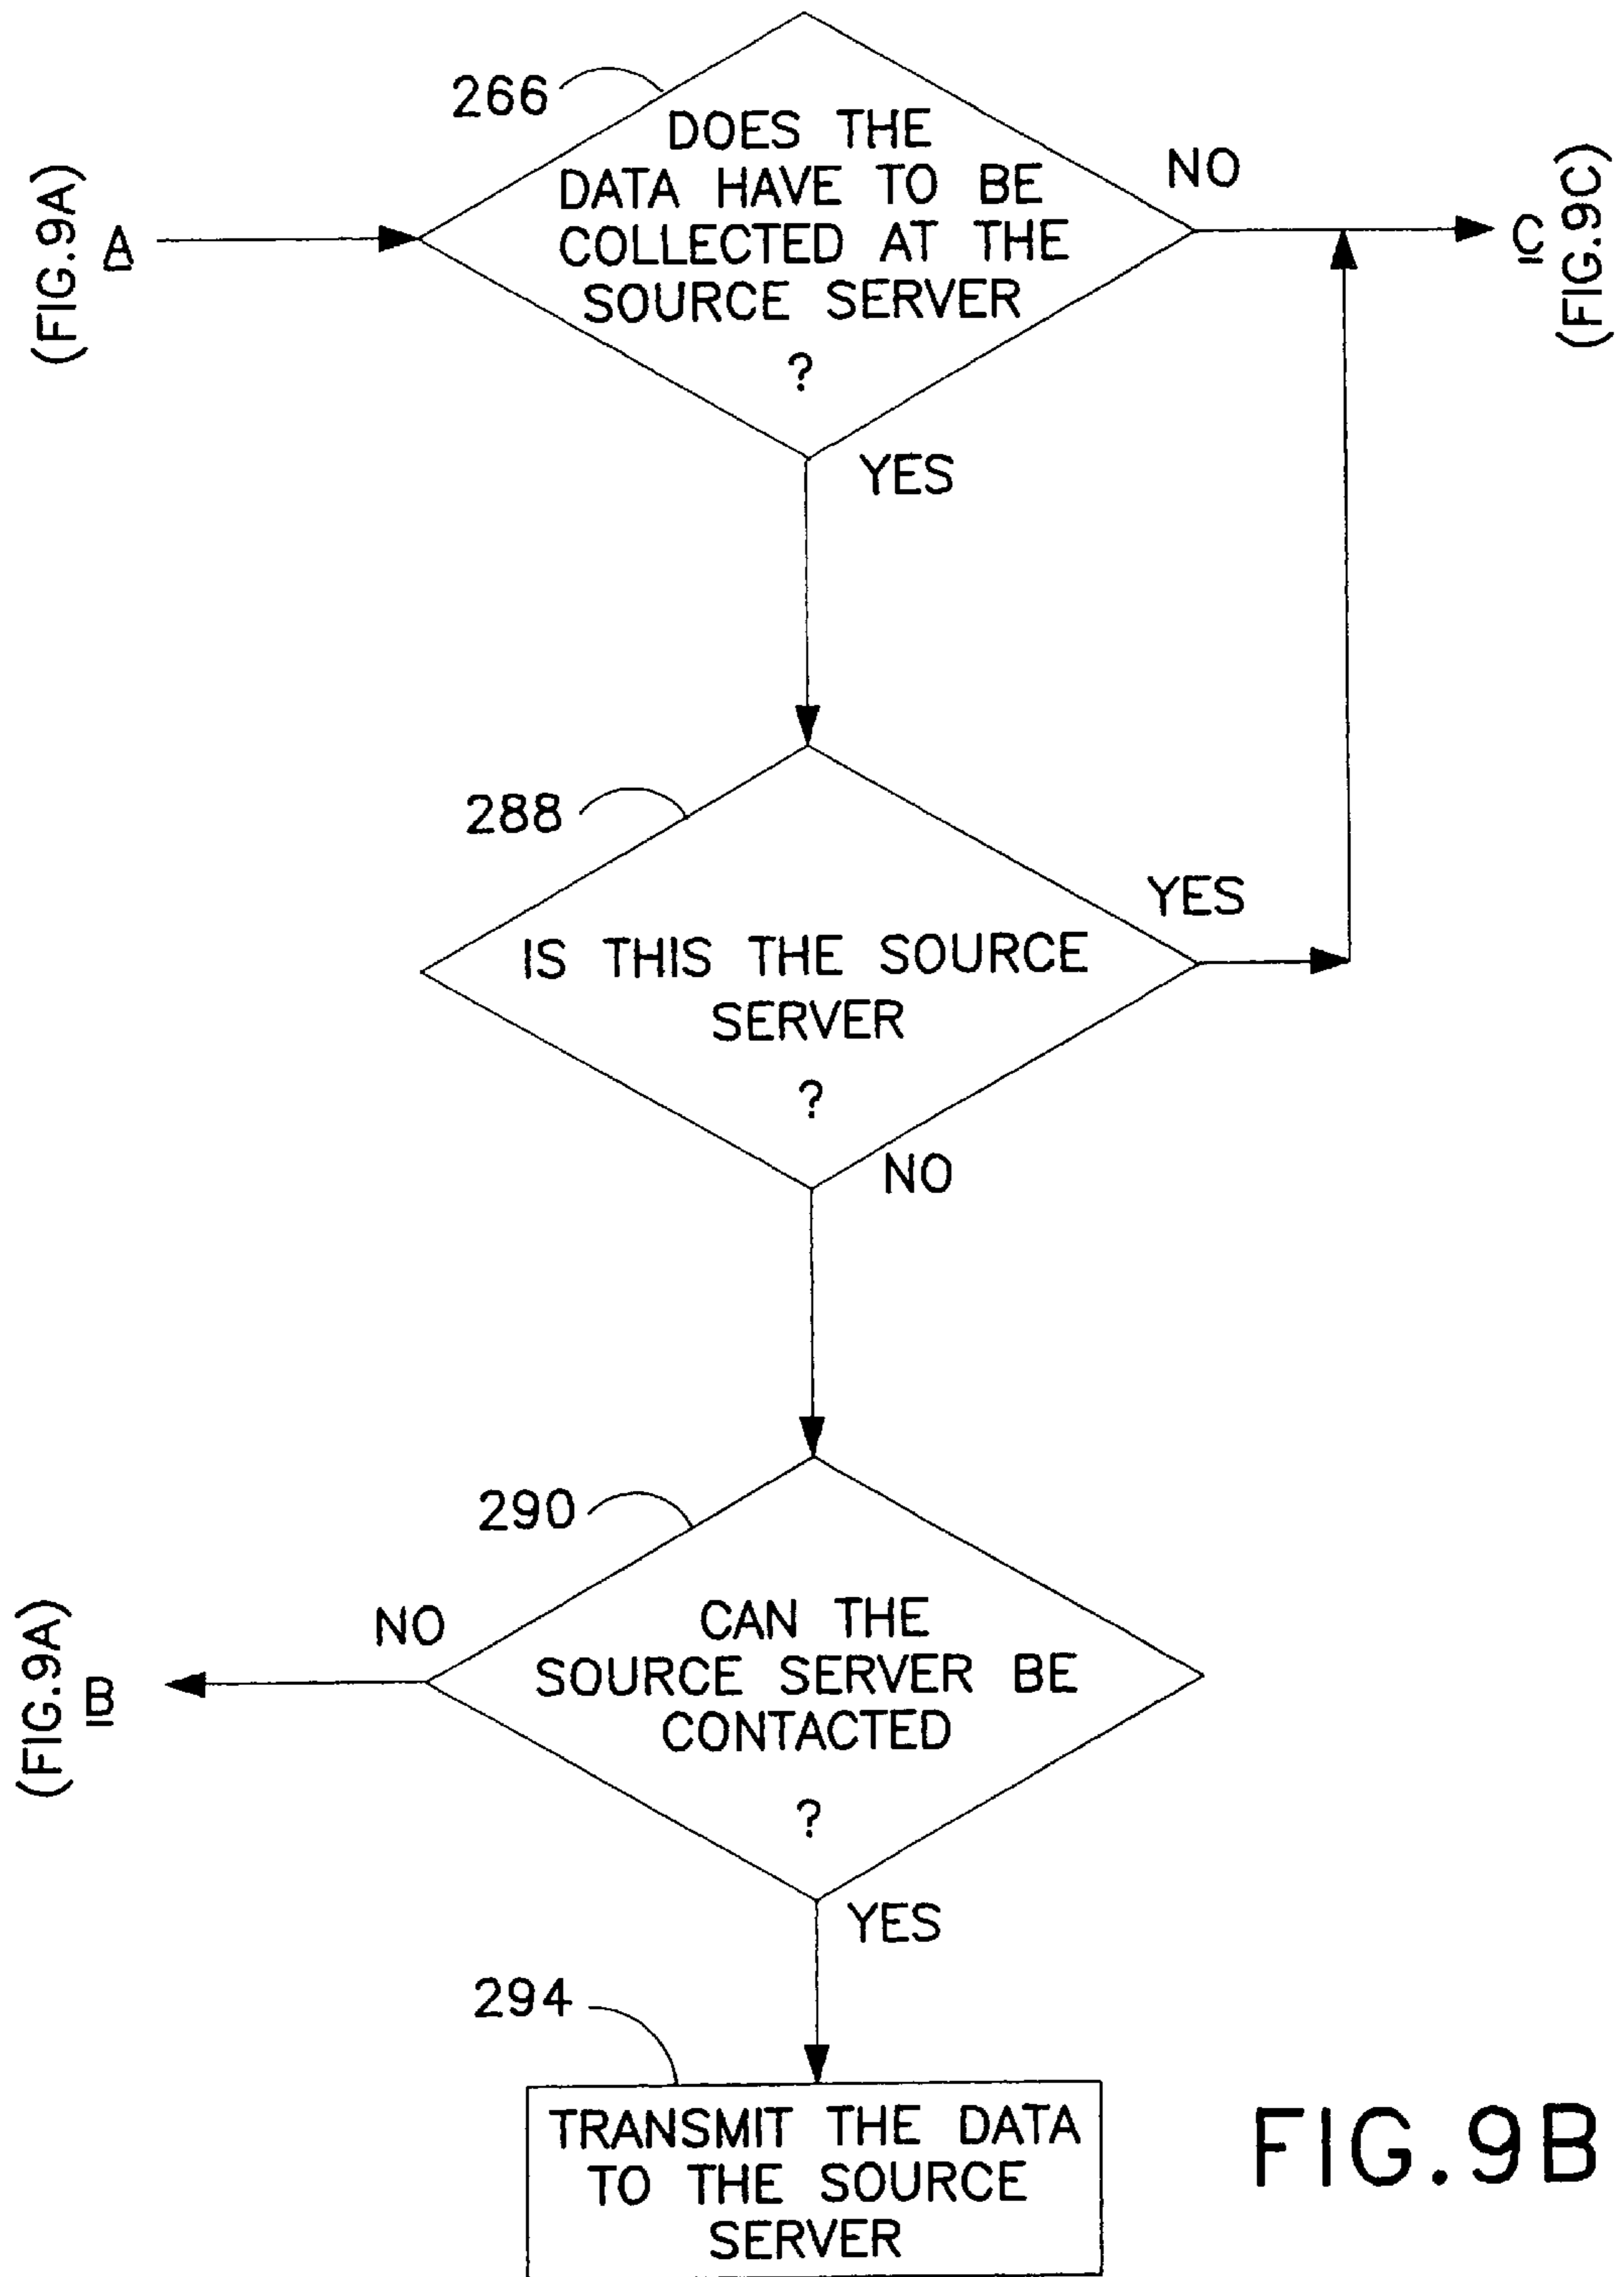 266
DOES THE
DATA HAVE TO BE
COLLECTED AT THE
SOURCE SERVER
?
NO
(FIG.9A)
A
C
(FIG.9C)
YES
288
IS THIS THE SOURCE
SERVER
?
YES
NO
290
CAN THE
SOURCE SERVER BE
CONTACTED
?
NO
(FIG.9A)
B
YES
294
TRANSMIT THE DATA
TO THE SOURCE
SERVER
FIG.9B